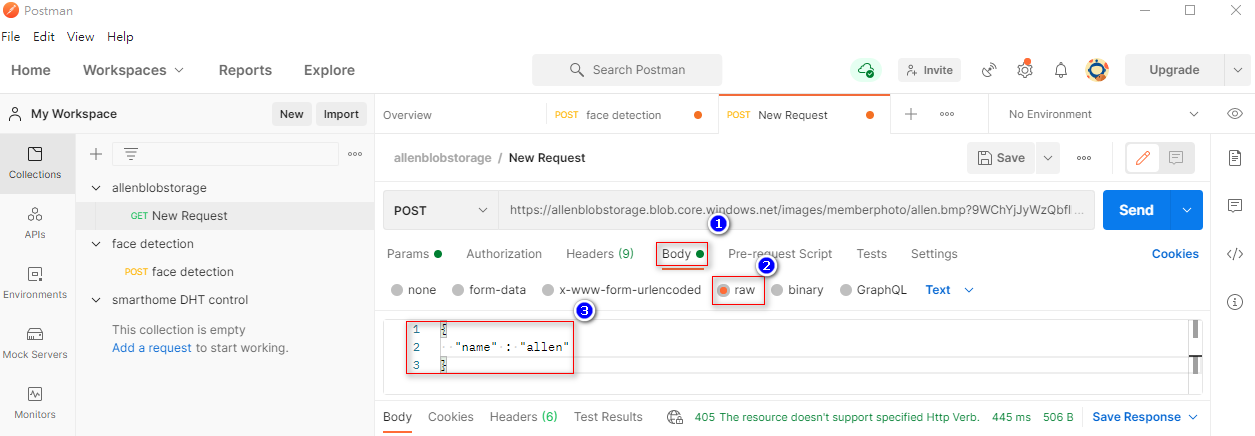 Postman
File Edit View Help
Home Workspaces Reports Explore Search Postman Invite Upgrade
My Workspace New Import Overview POST face detection POST New Request No Environment
Collections
APIs
Environments
Mock Servers
Monitors
allenblobstorage
GET New Request
face detection
POST face detection
smarthome DHT control
This collection is empty
Add a request to start working.
allenblobstorage / New Request Save
POST https://allenblobstorage.blob.core.windows.net/images/memberphoto/allen.bmp?9WChYjJyWzQbfl ... Send
1
Params Authorization Headers (9) Body Pre-request Script Tests Settings Cookies
2
none form-data x-www-form-urlencoded raw binary GraphQL Text
3
1 {
2 "name" : "allen"
3 }
Body Cookies Headers (6) Test Results 405 The resource doesn't support specified Http Verb. 445 ms 506 B Save Response